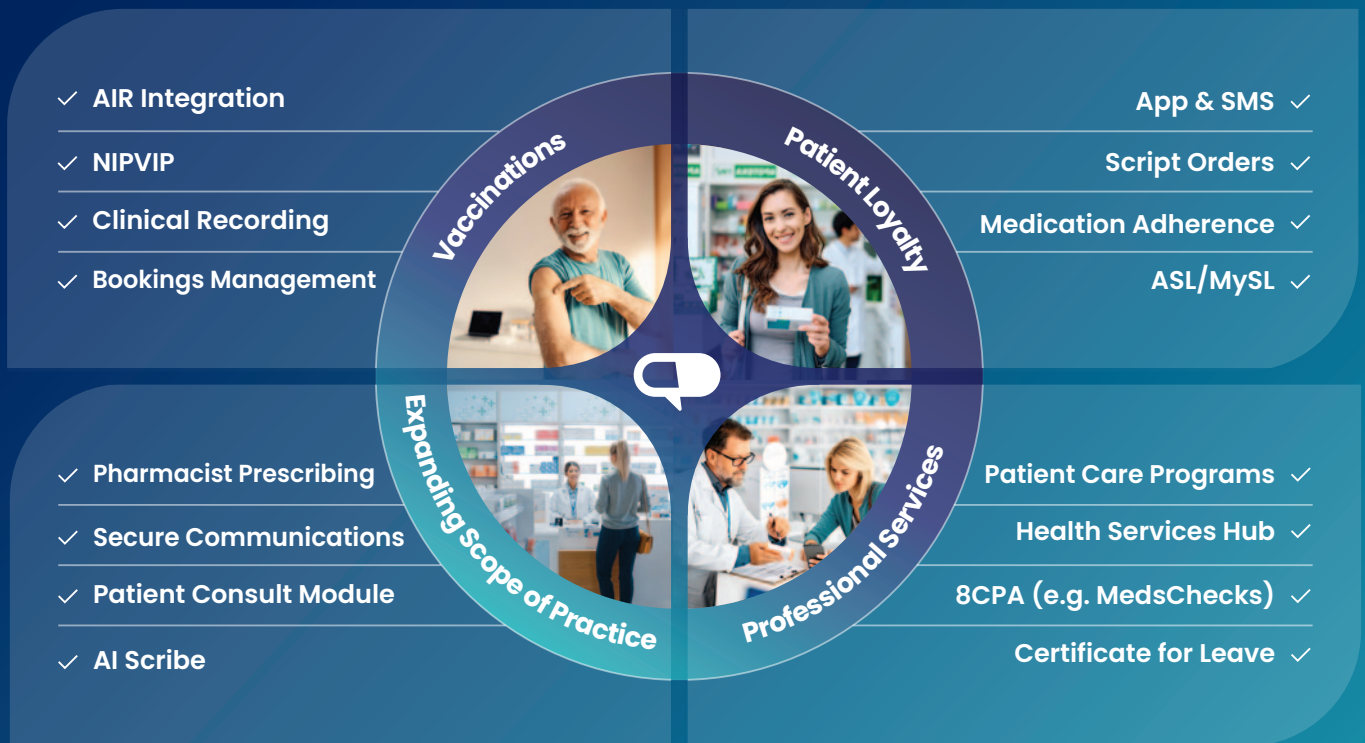 Vaccinations
AIR Integration
NIPVIP
Clinical Recording
Bookings Management
Patient Loyalty
App & SMS
Script Orders
Medication Adherence
ASL/MySL
Expanding Scope of Practice
Pharmacist Prescribing
Secure Communications
Patient Consult Module
AI Scribe
Professional Services
Patient Care Programs
Health Services Hub
8CPA (e.g. MedsChecks)
Certificate for Leave